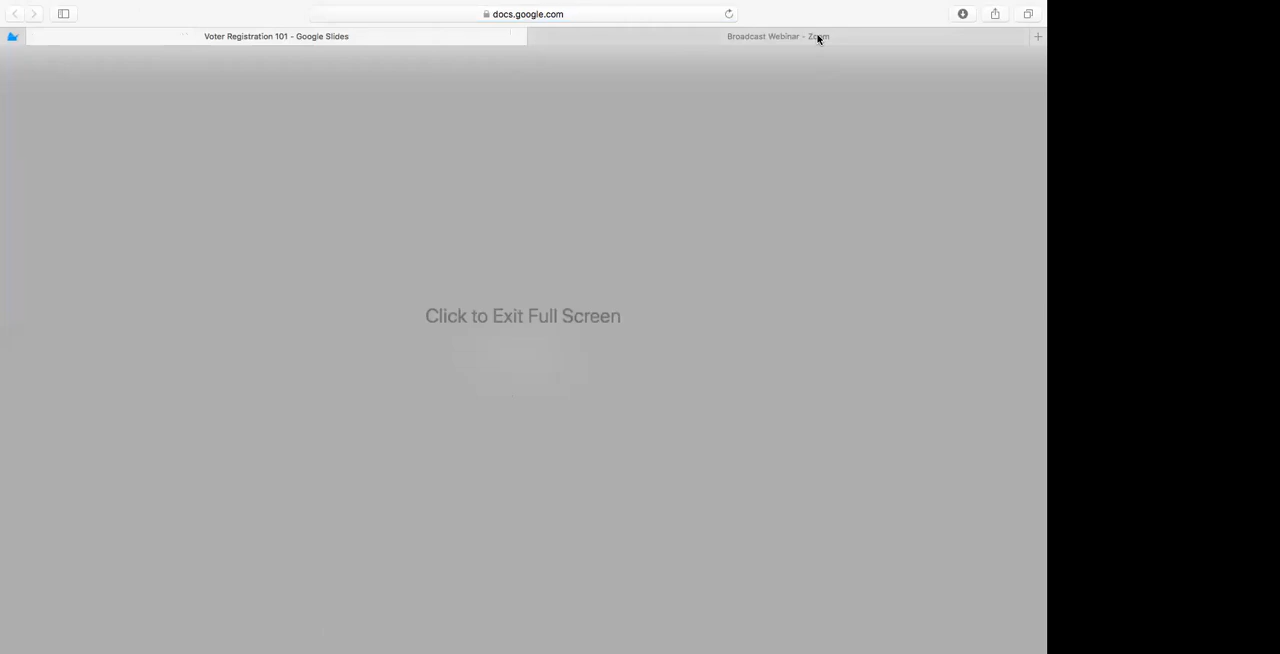 docs.google.com
Voter Registration 101 - Google Slides
Broadcast Webinar - Zoom
Click to Exit Full Screen